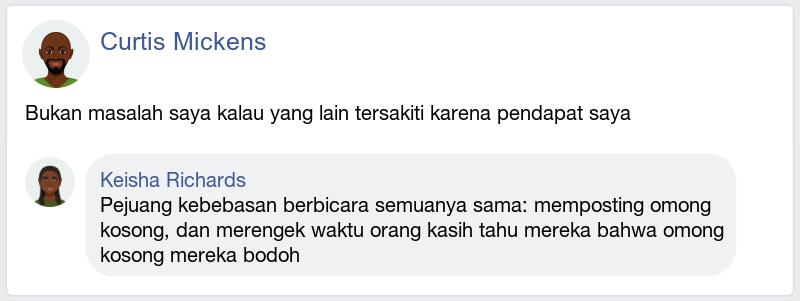 Curtis Mickens
Bukan masalah saya kalau yang lain tersakiti karena pendapat saya
Keisha Richards
Pejuang kebebasan berbicara semuanya sama: memposting omong
kosong, dan merengek waktu orang kasih tahu mereka bahwa omong
kosong mereka bodoh